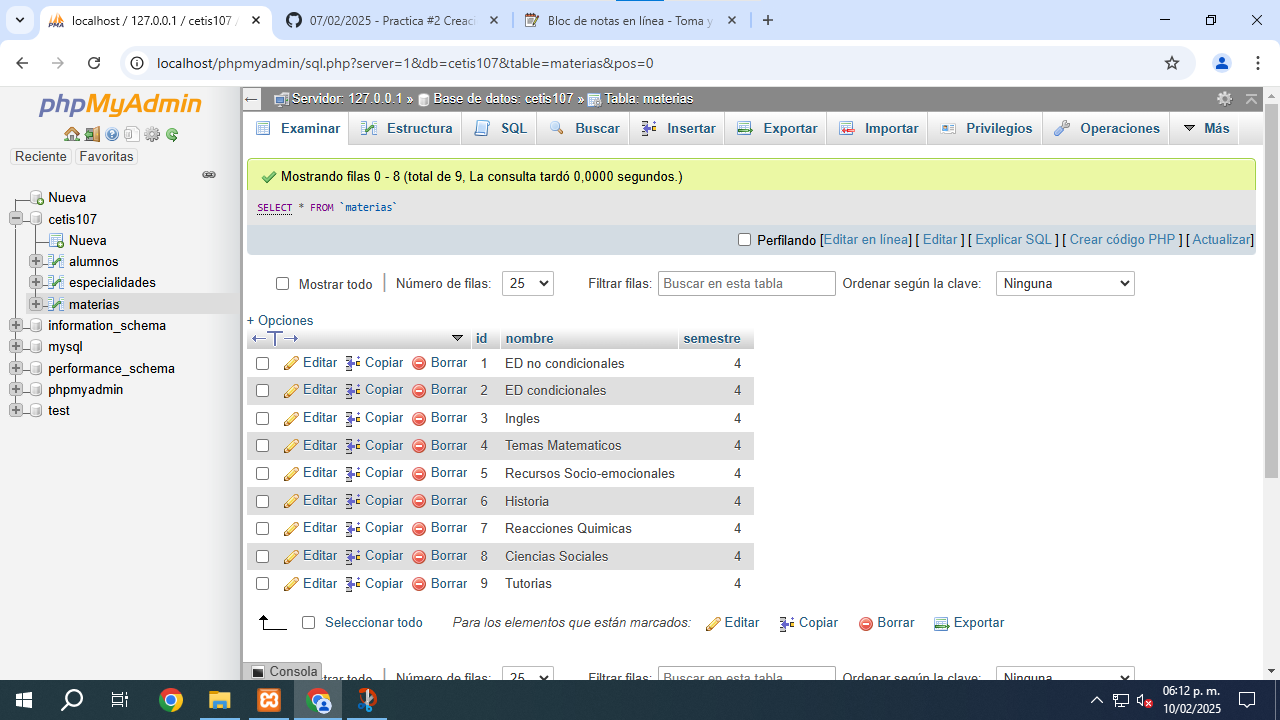 localhost / 127.0.0.1 / cetis107 /
07/02/2025 - Practica #2 Creaci
Bloc de notas en línea - Toma y
localhost/phpmyadmin/sql.php?server=1&db=cetis107&table=materias&pos=0
phpMyAdmin
Reciente Favoritas
Nueva
cetis107
Nueva
alumnos
especialidades
materias
information_schema
mysql
performance_schema
phpmyadmin
test
Servidor: 127.0.0.1 » Base de datos: cetis107 » Tabla: materias
Examinar Estructura SQL Buscar Insertar Exportar Importar Privilegios Operaciones Más
Mostrando filas 0 - 8 (total de 9, La consulta tardó 0,0000 segundos.)
SELECT * FROM `materias`
Perfilando [Editar en línea] [ Editar ] [ Explicar SQL ] [ Crear código PHP ] [ Actualizar]
Mostrar todo Número de filas: 25 Filtrar filas: Buscar en esta tabla Ordenar según la clave: Ninguna
+ Opciones
id nombre semestre
Editar Copiar Borrar 1 ED no condicionales 4
Editar Copiar Borrar 2 ED condicionales 4
Editar Copiar Borrar 3 Ingles 4
Editar Copiar Borrar 4 Temas Matematicos 4
Editar Copiar Borrar 5 Recursos Socio-emocionales 4
Editar Copiar Borrar 6 Historia 4
Editar Copiar Borrar 7 Reacciones Quimicas 4
Editar Copiar Borrar 8 Ciencias Sociales 4
Editar Copiar Borrar 9 Tutorias 4
Seleccionar todo Para los elementos que están marcados: Editar Copiar Borrar Exportar
Consola
trar todo Número de filas: 25 Filtrar filas: Buscar en esta tabla Ordenar según la clave: Ninguna
06:12 p. m.
10/02/2025